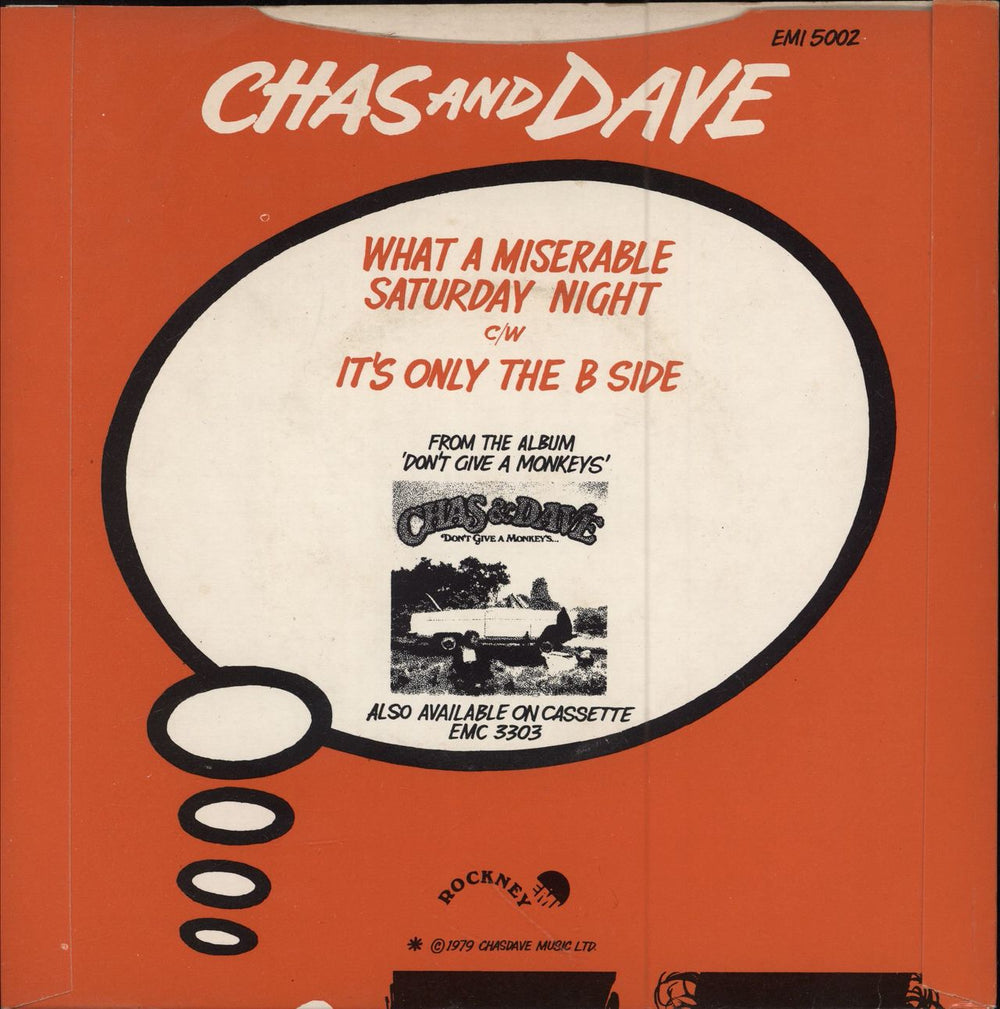 EMI 5002
CHAS AND DAVE
WHAT A MISERABLE
SATURDAY NIGHT
C/W
IT'S ONLY THE B SIDE
FROM THE ALBUM
'DON'T GIVE A MONKEYS'
CHAS & DAVE
"DON'T GIVE A MONKEY'S...
ALSO AVAILABLE ON CASSETTE
EMC 3303
ROCKNEY EMI
* © 1979 CHASDAVE MUSIC LTD.